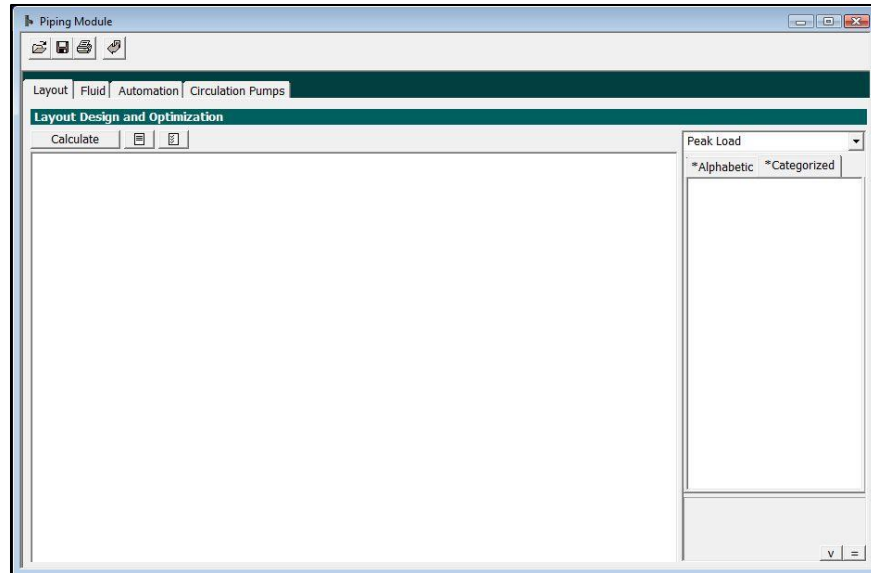 Piping Module
Layout Fluid Automation Circulation Pumps
Layout Design and Optimization
Calculate
Peak Load
*Alphabetic *Categorized
v =